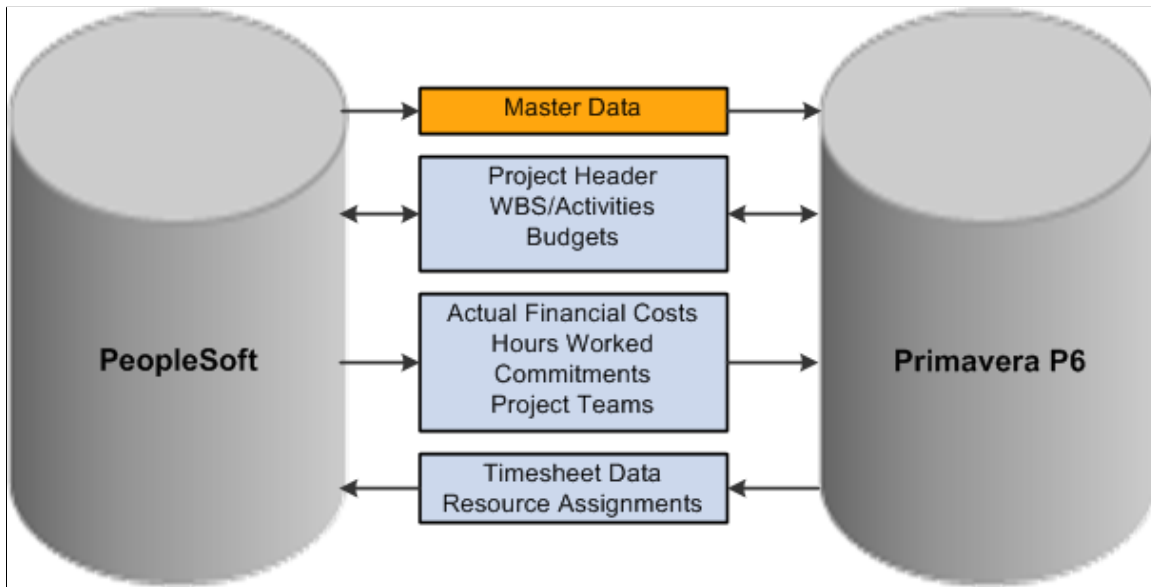 Master Data
Project Header
WBS/Activities
Budgets
Actual Financial Costs
Hours Worked
Commitments
Project Teams
PeopleSoft
Primavera P6
Timesheet Data
Resource Assignments